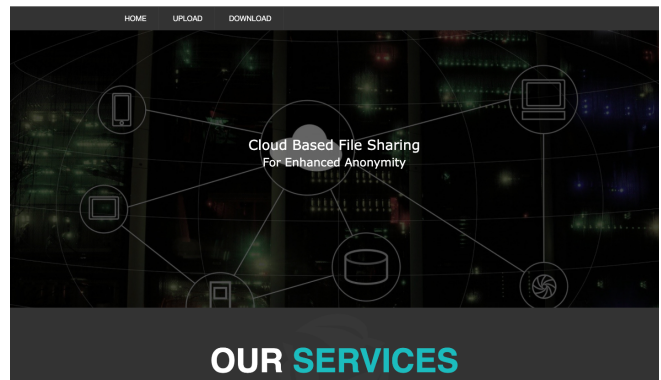 HOME UPLOAD DOWNLOAD
Cloud Based File Sharing
For Enhanced Anonymity
OUR SERVICES